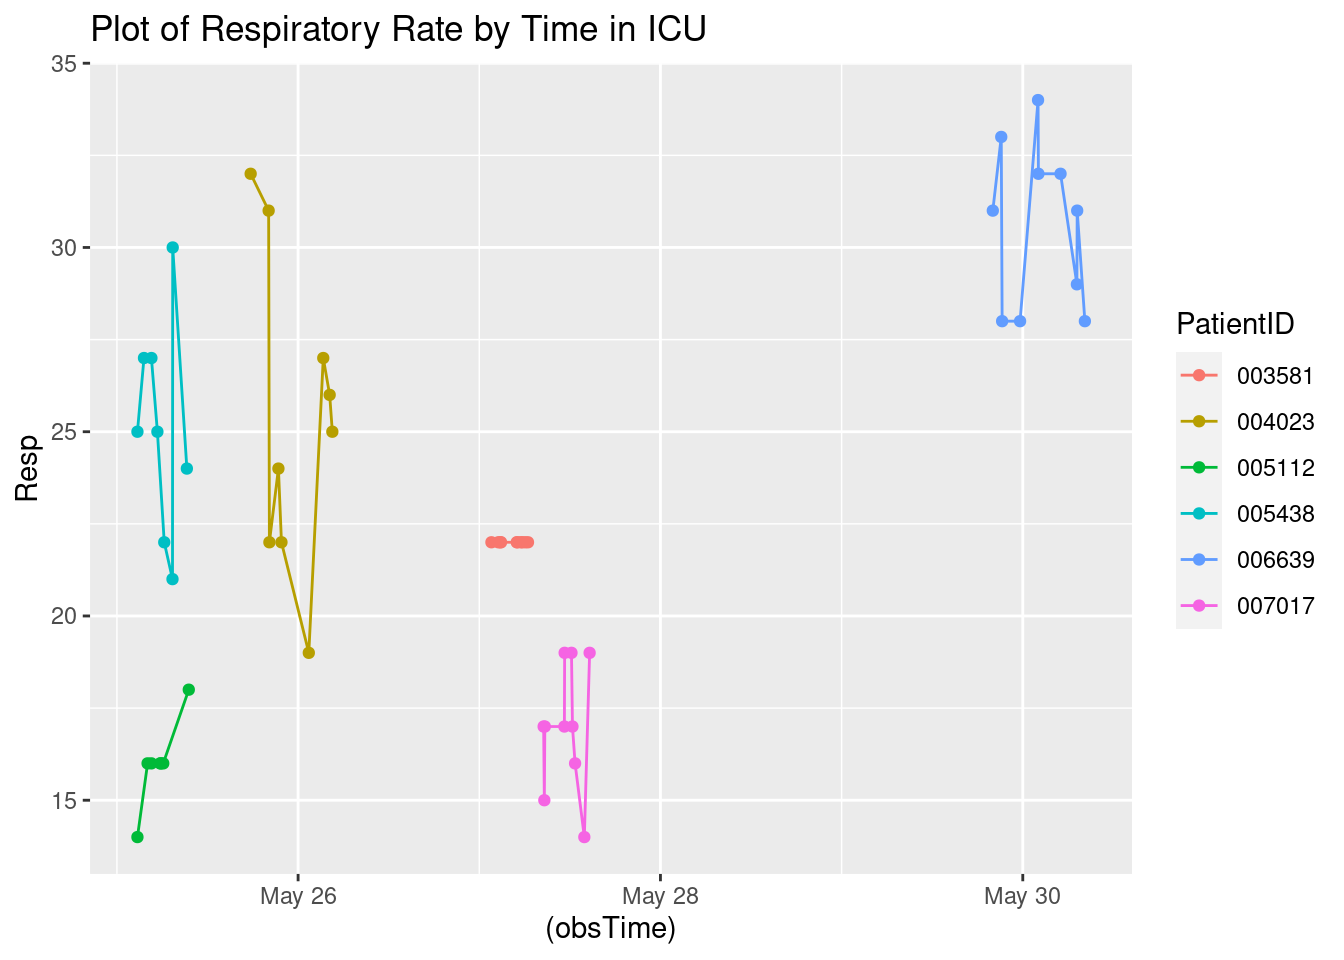 Plot of Respiratory Rate by Time in ICU
35
30
25
20
15
Resp
May 26
May 28
May 30
(obsTime)
PatientID
003581
004023
005112
005438
006639
007017